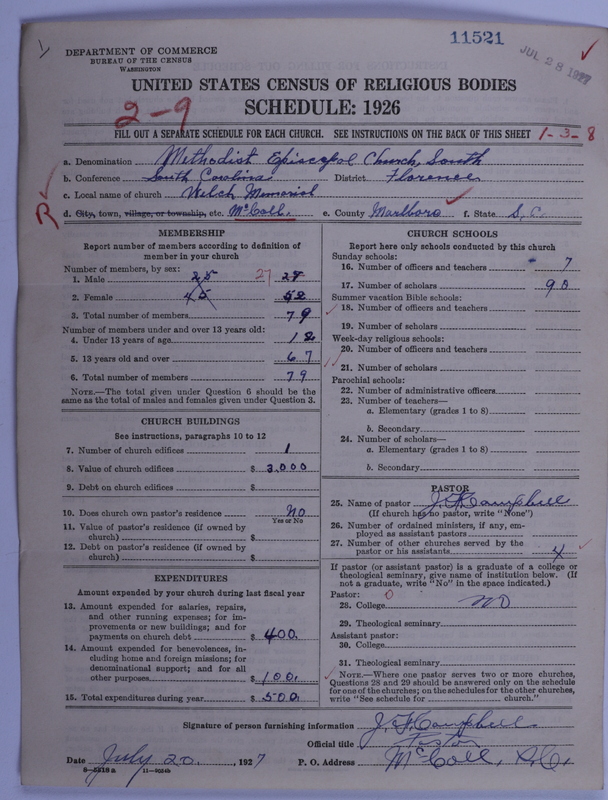 11521
JUL 28 1927
DEPARTMENT OF COMMERCE
BUREAU OF THE CENSUS
WASHINGTON
UNITED STATES CENSUS OF RELIGIOUS BODIES
SCHEDULE: 1926
2-9
FILL OUT A SEPARATE SCHEDULE FOR EACH CHURCH. SEE INSTRUCTIONS ON THE BACK OF THIS SHEET 1-3-8
a. Denomination Methodist Episcopal Church, South
b. Conference South Carolina District Florence
c. Local name of church Welch Memorial
R
d. City, town, village, or township, etc. McColl. e. County Marlboro f. State S.C.
MEMBERSHIP
Report number of members according to definition of
member in your church
Number of members, by sex:
1. Male 25 27
2. Female 45 52
3. Total number of members 79
Number of members under and over 13 years old:
4. Under 13 years of age 12
5. 13 years old and over 67
6. Total number of members 79
NOTE.—The total given under Question 6 should be
same as the total of males and females given under Question 3.
CHURCH BUILDINGS
See instructions, paragraphs 10 to 12
7. Number of church edifices 1
8. Value of church edifices $ 3,000
9. Debt on church edifices $
10. Does church own pastor's residence No
Yes or No
11. Value of pastor's residence (if owned by
church) $
12. Debt on pastor's residence (if owned by
church) $
EXPENDITURES
Amount expended by your church during last fiscal year
13. Amount expended for salaries, repairs,
and other running expenses; for im-
provements or new buildings; and for
payments on church debt $ 400.
14. Amount expended for benevolences, in-
cluding home and foreign missions; for
denominational support; and for all
other purposes $ 100.
15. Total expenditures during year $ 500
CHURCH SCHOOLS
Report here only schools conducted by this church
Sunday schools:
16. Number of officers and teachers 7
17. Number of scholars 90
Summer vacation Bible schools:
18. Number of officers and teachers
19. Number of scholars
Week-day religious schools:
20. Number of officers and teachers
21. Number of scholars
Parochial schools:
22. Number of administrative officers
23. Number of teachers—
a. Elementary (grades 1 to 8)
b. Secondary
24. Number of scholars—
a. Elementary (grades 1 to 8)
b. Secondary
PASTOR
25. Name of pastor J. F. Campbell
(If church has no pastor, write "None")
26. Number of ordained ministers, if any, em-
ployed as assistant pastors
27. Number of other churches served by the
pastor or his assistants 4
If pastor (or assistant pastor) is a graduate of a college or
theological seminary, give name of institution below. (If
not a graduate, write "No" in the space indicated.)
Pastor: 0
28. College NO
29. Theological seminary
Assistant pastor:
30. College
31. Theological seminary
NOTE.—Where one pastor serves two or more churches,
Questions 28 and 29 should be answered only on the schedule
for one of the churches; on the schedules for the other churches,
write "See schedule for church."
Signature of person furnishing information J. F. Campbell
Official title Pastor
Date July 20, 1927 P. O. Address McColl, S.C.
11—9024b